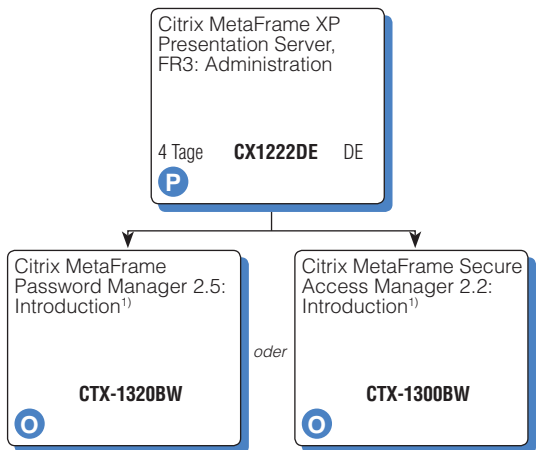 Citrix MetaFrame XP
Presentation Server,
FR3: Administration
4 Tage CX1222DE DE
P
Citrix MetaFrame
Password Manager 2.5:
Introduction1)
CTX-1320BW
O
oder
Citrix MetaFrame Secure
Access Manager 2.2:
Introduction1)
CTX-1300BW
O